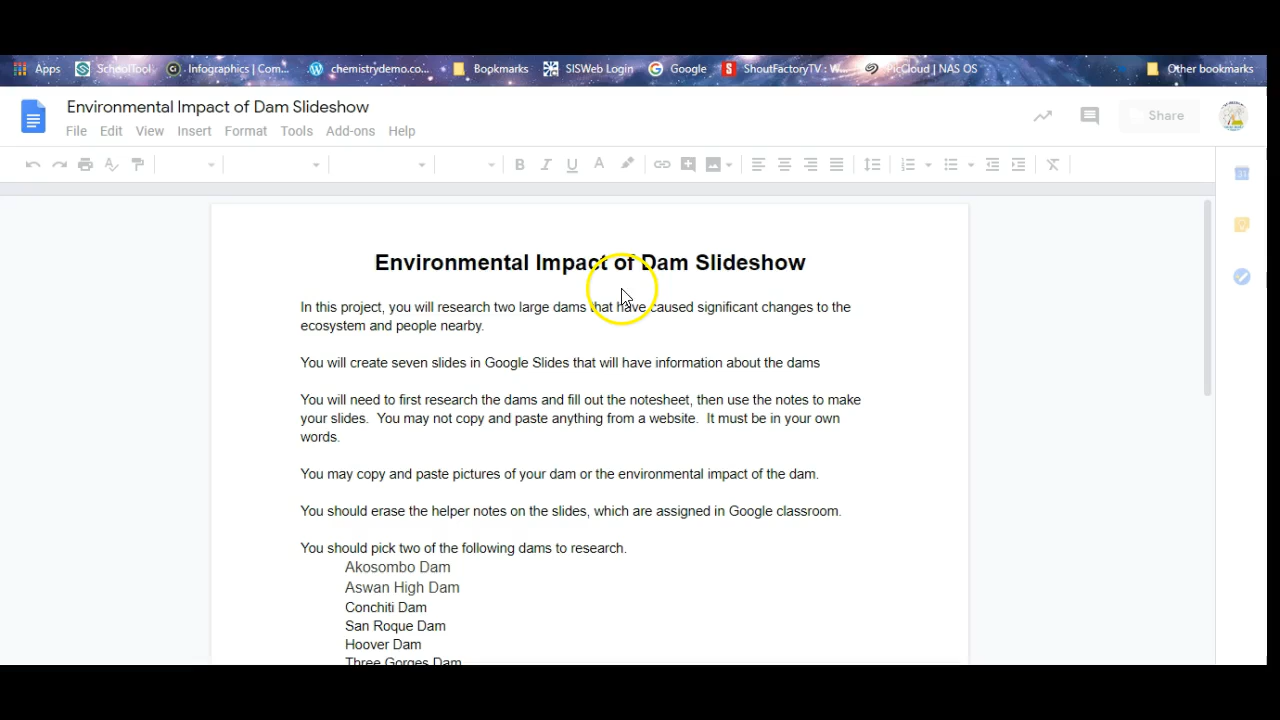 Apps SchoolTool Infographics | Com... chemistrydemo.co... Bopkmarks SISWeb Login Google ShoutFactoryTV : W... PicCloud | NAS OS Other bookmarks
Environmental Impact of Dam Slideshow
File Edit View Insert Format Tools Add-ons Help
Share
Environmental Impact of Dam Slideshow
In this project, you will research two large dams that have caused significant changes to the
ecosystem and people nearby.
You will create seven slides in Google Slides that will have information about the dams
You will need to first research the dams and fill out the notesheet, then use the notes to make
your slides. You may not copy and paste anything from a website. It must be in your own
words.
You may copy and paste pictures of your dam or the environmental impact of the dam.
You should erase the helper notes on the slides, which are assigned in Google classroom.
You should pick two of the following dams to research.
Akosombo Dam
Aswan High Dam
Conchiti Dam
San Roque Dam
Hoover Dam
Three Gorges Dam